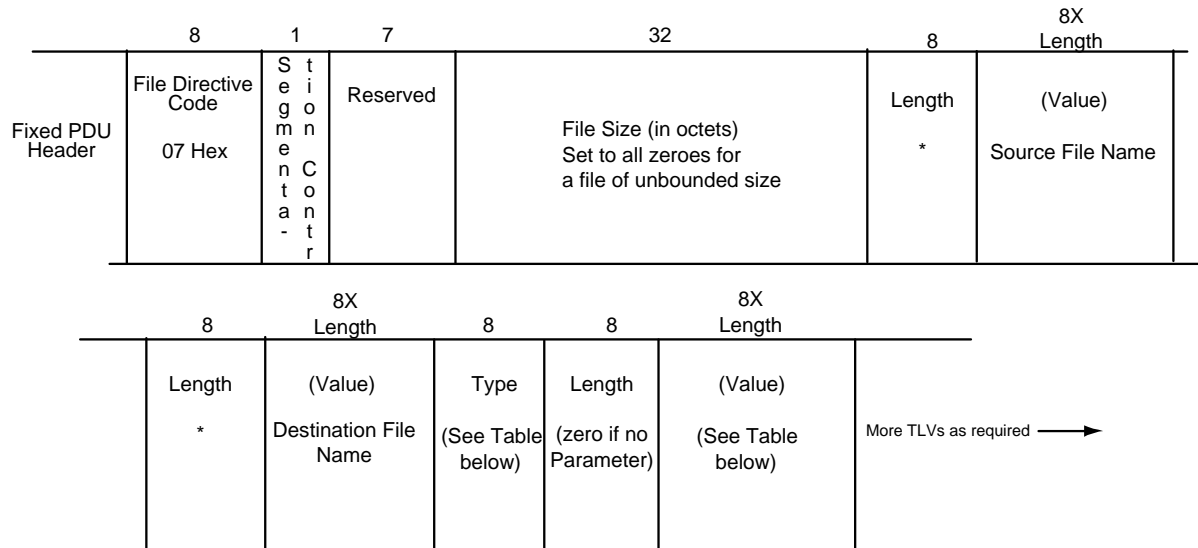 8X
8 1 7 32 8 Length
Fixed PDU
Header
File Directive
Code
07 Hex
Segmenta-
tion Contr
Reserved
File Size (in octets)
Set to all zeroes for
a file of unbounded size
Length
*
(Value)
Source File Name
8X 8X
8 Length 8 8 Length
Length
*
(Value)
Destination File
Name
Type
(See Table
below)
Length
(zero if no
Parameter)
(Value)
(See Table
below)
More TLVs as required